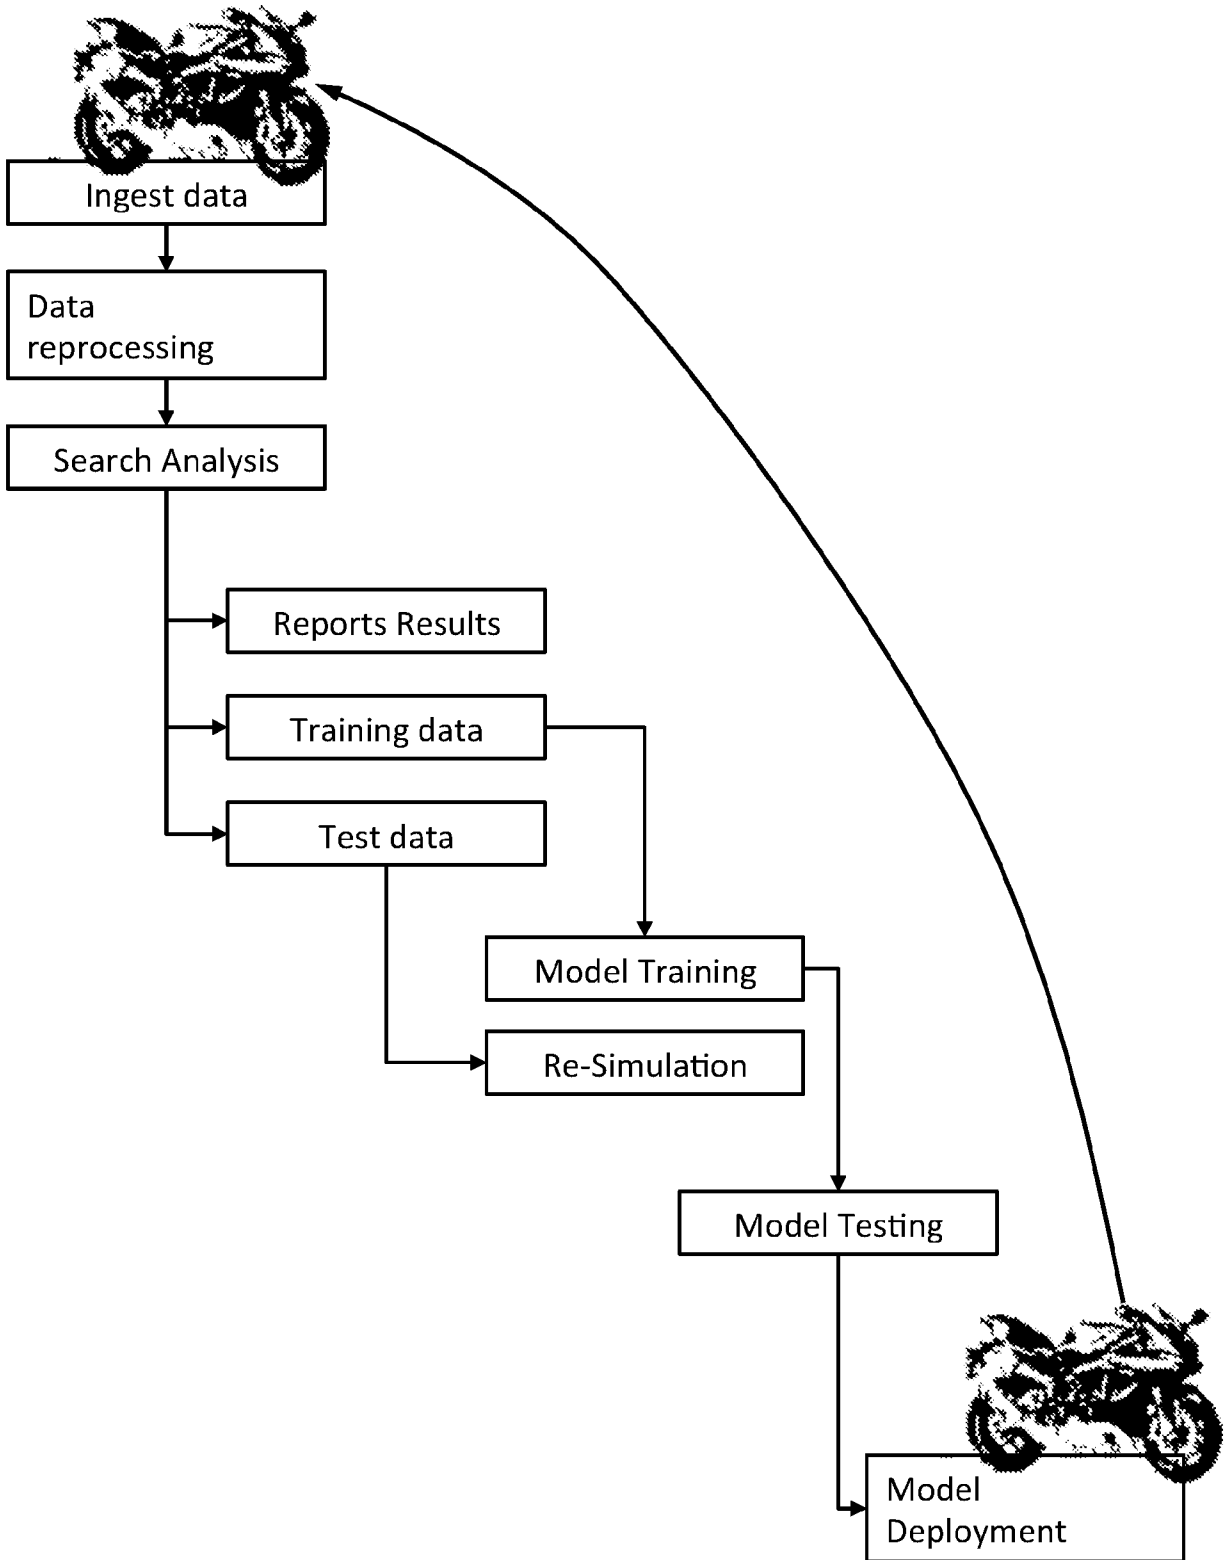 Ingest data
Data
reprocessing
Search Analysis
Reports Results
Training data
Test data
Model Training
Re-Simulation
Model Testing
Model
Deployment